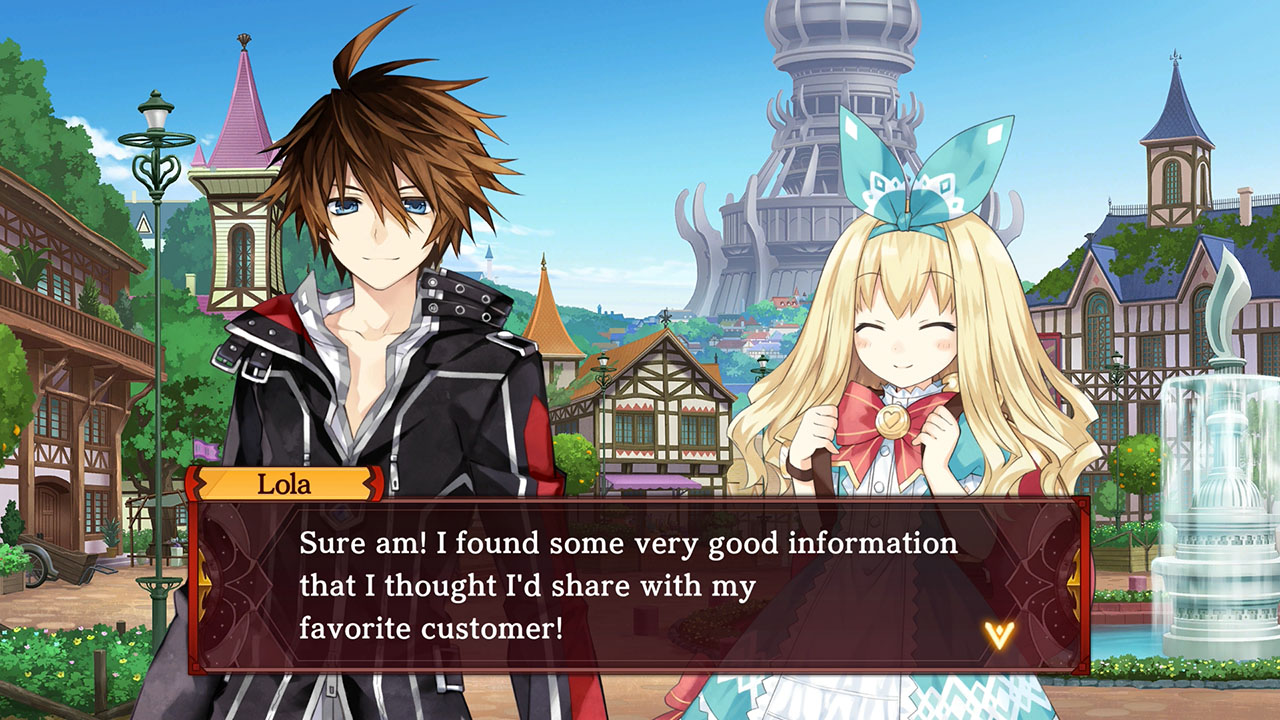 Lola
Sure am! I found some very good information
that I thought I'd share with my
favorite customer!